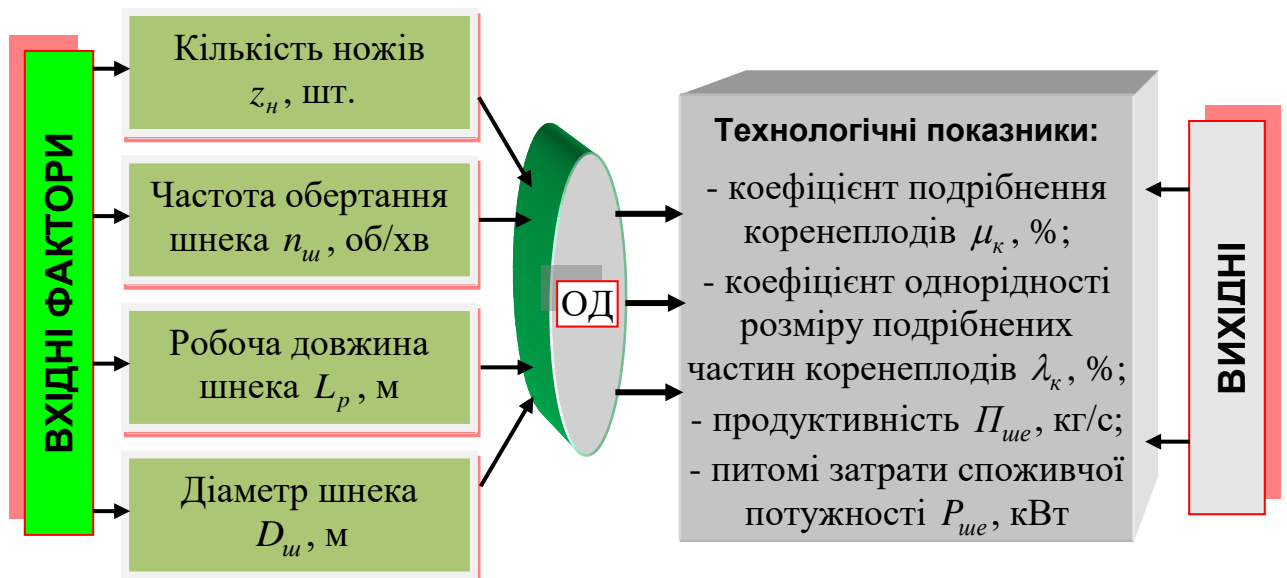 ВХІДНІ ФАКТОРИ
Кількість ножів
z_н, шт.
Частота обертання
шнека n_ш, об/хв
Робоча довжина
шнека L_р, м
Діаметр шнека
D_ш, м
ОД
Технологічні показники:
- коефіцієнт подрібнення
коренеплодів μ_к, %;
- коефіцієнт однорідності
розміру подрібнених
частин коренеплодів λ_к, %;
- продуктивність П_ше, кг/с;
- питомі затрати споживчої
потужності P_ше, кВт
ВИХІДНІ